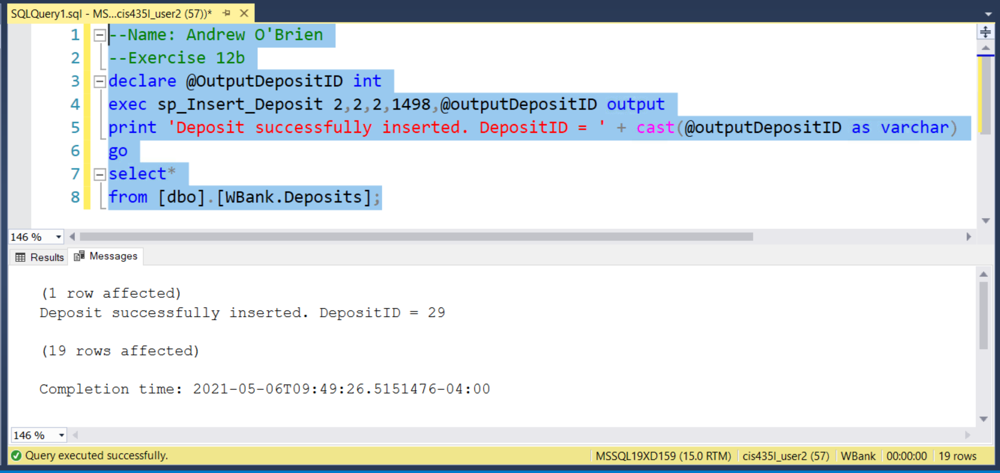 SQLQuery1.sql - MS...cis435l_user2 (57))*
1 --Name: Andrew O'Brien
2 --Exercise 12b
3 declare @OutputDepositID int
4 exec sp_Insert_Deposit 2,2,2,1498,@outputDepositID output
5 print 'Deposit successfully inserted. DepositID = ' + cast(@outputDepositID as varchar)
6 go
7 select*
8 from [dbo].[WBank.Deposits];
146 %
Results Messages
(1 row affected)
Deposit successfully inserted. DepositID = 29
(19 rows affected)
Completion time: 2021-05-06T09:49:26.5151476-04:00
146 %
Query executed successfully. MSSQL19XD159 (15.0 RTM) cis435l_user2 (57) WBank 00:00:00 19 rows